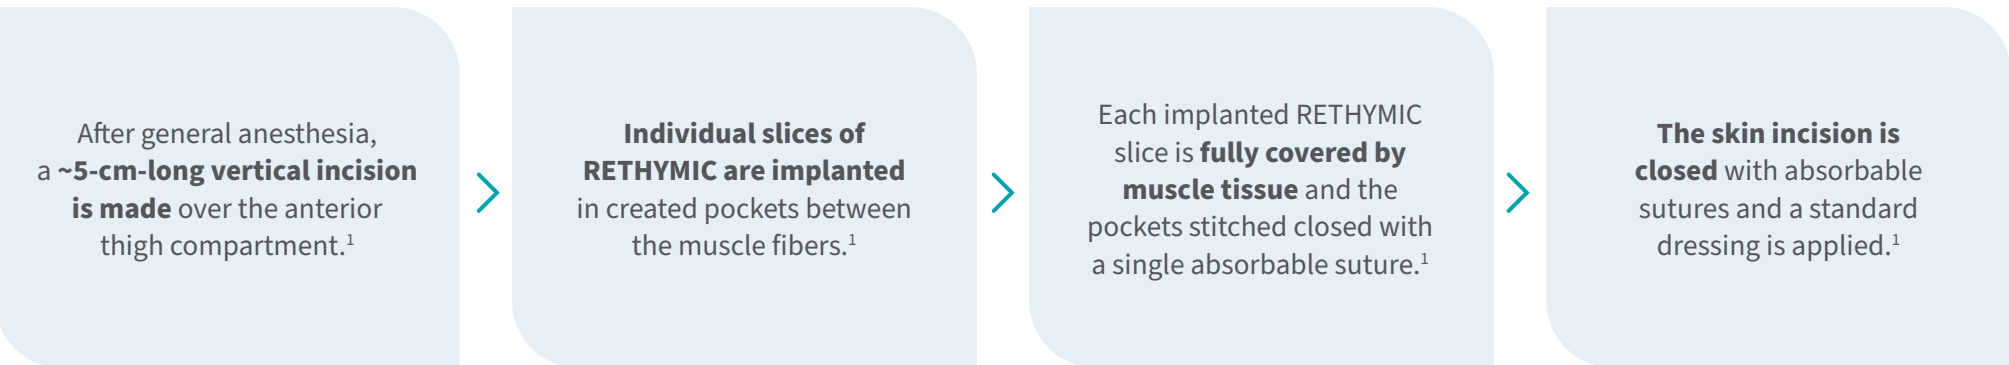 After general anesthesia,
a ~5-cm-long vertical incision
is made over the anterior
thigh compartment.1
Individual slices of
RETHYMIC are implanted
in created pockets between
the muscle fibers.1
Each implanted RETHYMIC
slice is fully covered by
muscle tissue and the
pockets stitched closed with
a single absorbable suture.1
The skin incision is
closed with absorbable
sutures and a standard
dressing is applied.1